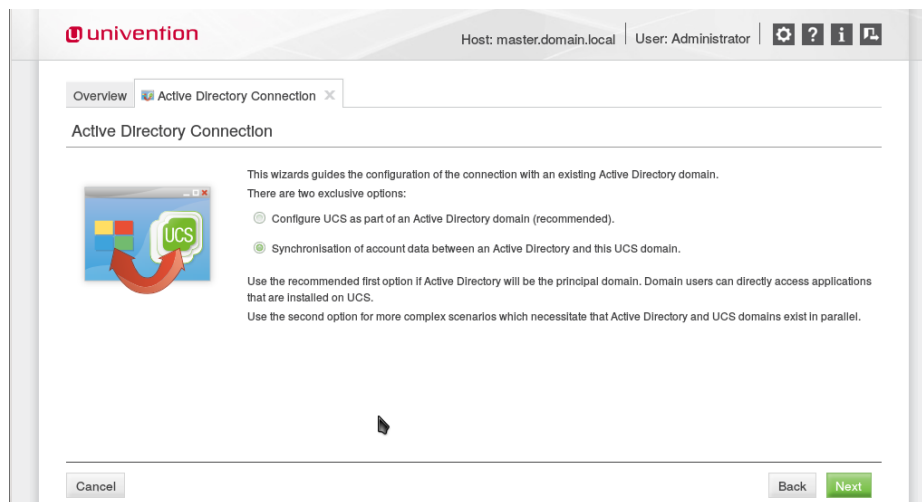 univention
Host: master.domain.local User: Administrator
Overview Active Directory Connection
Active Directory Connection
This wizards guides the configuration of the connection with an existing Active Directory domain.
There are two exclusive options:
Configure UCS as part of an Active Directory domain (recommended).
Synchronisation of account data between an Active Directory and this UCS domain.
UCS
Use the recommended first option if Active Directory will be the principal domain. Domain users can directly access applications
that are installed on UCS.
Use the second option for more complex scenarios which necessitate that Active Directory and UCS domains exist in parallel.
Cancel Back Next